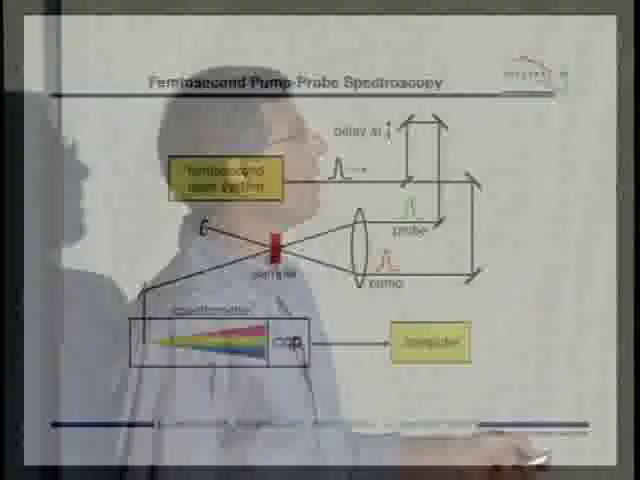 Femtosecond Pump-Probe Spectroscopy
delay Δt
Femtosecond
laser system
probe
sample
pump
spectrometer
CCD
computer